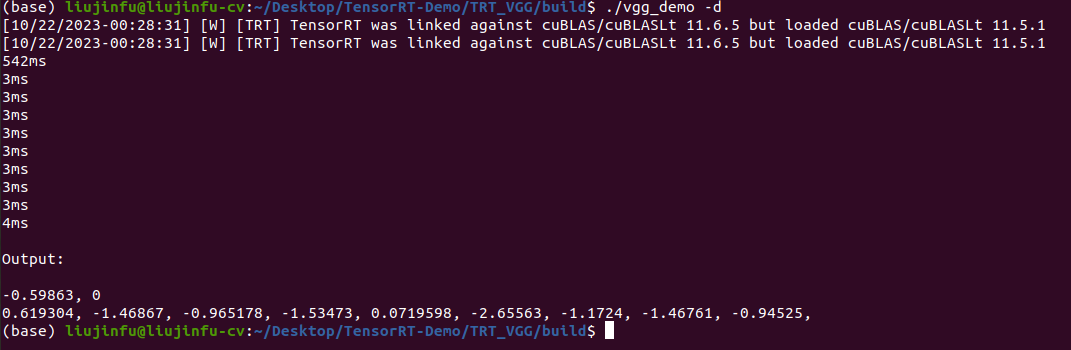 (base) liujinfu@liujinfu-cv:~/Desktop/TensorRT-Demo/TRT_VGG/build$ ./vgg_demo -d
[10/22/2023-00:28:31] [W] [TRT] TensorRT was linked against cuBLAS/cuBLASLt 11.6.5 but loaded cuBLAS/cuBLASLt 11.5.1
[10/22/2023-00:28:31] [W] [TRT] TensorRT was linked against cuBLAS/cuBLASLt 11.6.5 but loaded cuBLAS/cuBLASLt 11.5.1
542ms
3ms
3ms
3ms
3ms
3ms
3ms
3ms
3ms
4ms
Output:
-0.59863, 0
0.619304, -1.46867, -0.965178, -1.53473, 0.0719598, -2.65563, -1.1724, -1.46761, -0.94525,
(base) liujinfu@liujinfu-cv:~/Desktop/TensorRT-Demo/TRT_VGG/build$